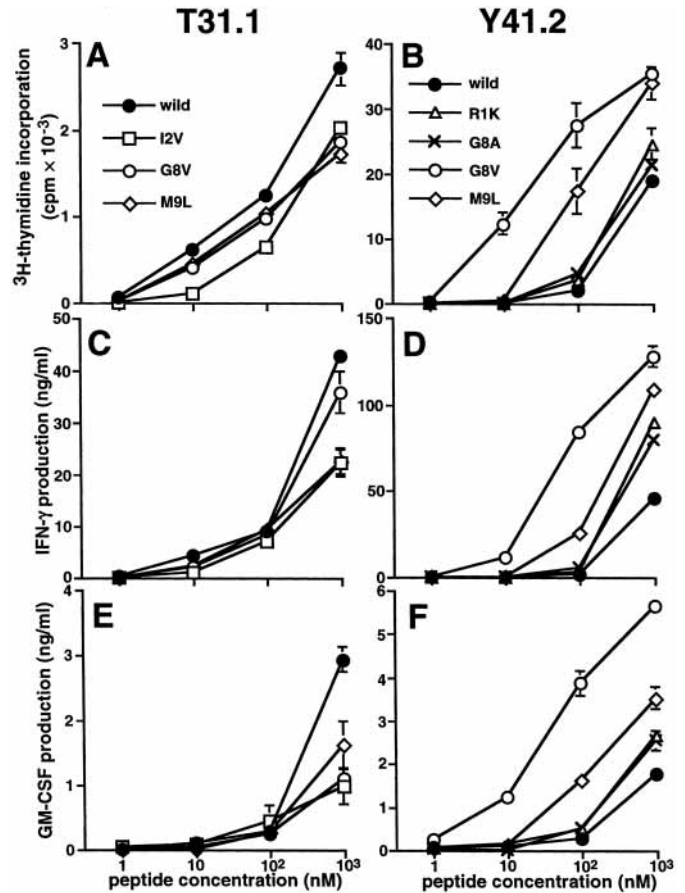 T31.1
Y41.2
A
B
³H-thymidine incorporation
(cpm × 10⁻³)
3
2
1
0
wild
I2V
G8V
M9L
40
30
20
10
0
wild
R1K
G8A
G8V
M9L
C
D
IFN-γ production (ng/ml)
50
40
30
20
10
0
150
100
50
0
E
F
GM-CSF production (ng/ml)
4
3
2
1
0
6
5
4
3
2
1
0
1 10 10² 10³
1 10 10² 10³
peptide concentration (nM)
peptide concentration (nM)